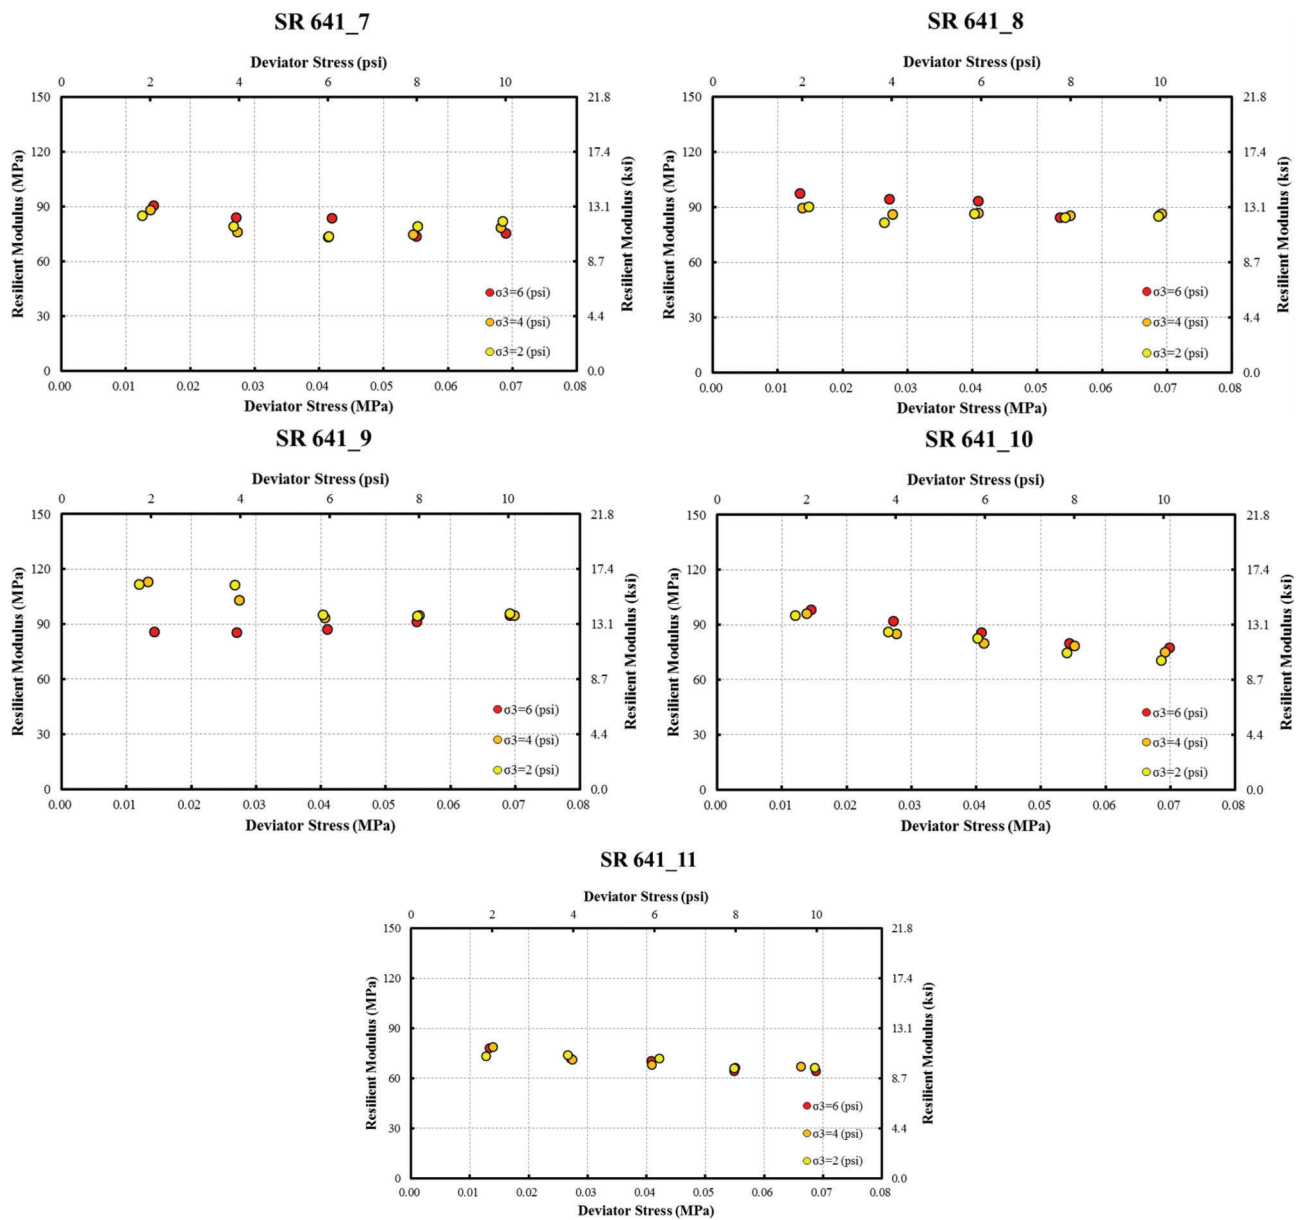 SR 641_7
Deviator Stress (psi)
0 2 4 6 8 10
150 120 90 60 30 0
Resilient Modulus (MPa)
21.8 17.4 13.1 8.7 4.4 0.0
Resilient Modulus (ksi)
σ3=6 (psi)
σ3=4 (psi)
σ3=2 (psi)
0.00 0.01 0.02 0.03 0.04 0.05 0.06 0.07 0.08
Deviator Stress (MPa)
SR 641_8
Deviator Stress (psi)
0 2 4 6 8 10
150 120 90 60 30 0
Resilient Modulus (MPa)
21.8 17.4 13.1 8.7 4.4 0.0
Resilient Modulus (ksi)
σ3=6 (psi)
σ3=4 (psi)
σ3=2 (psi)
0.00 0.01 0.02 0.03 0.04 0.05 0.06 0.07 0.08
Deviator Stress (MPa)
SR 641_9
Deviator Stress (psi)
0 2 4 6 8 10
150 120 90 60 30 0
Resilient Modulus (MPa)
21.8 17.4 13.1 8.7 4.4 0.0
Resilient Modulus (ksi)
σ3=6 (psi)
σ3=4 (psi)
σ3=2 (psi)
0.00 0.01 0.02 0.03 0.04 0.05 0.06 0.07 0.08
Deviator Stress (MPa)
SR 641_10
Deviator Stress (psi)
0 2 4 6 8 10
150 120 90 60 30 0
Resilient Modulus (MPa)
21.8 17.4 13.1 8.7 4.4 0.0
Resilient Modulus (ksi)
σ3=6 (psi)
σ3=4 (psi)
σ3=2 (psi)
0.00 0.01 0.02 0.03 0.04 0.05 0.06 0.07 0.08
Deviator Stress (MPa)
SR 641_11
Deviator Stress (psi)
0 2 4 6 8 10
150 120 90 60 30 0
Resilient Modulus (MPa)
21.8 17.4 13.1 8.7 4.4 0.0
Resilient Modulus (ksi)
σ3=6 (psi)
σ3=4 (psi)
σ3=2 (psi)
0.00 0.01 0.02 0.03 0.04 0.05 0.06 0.07 0.08
Deviator Stress (MPa)